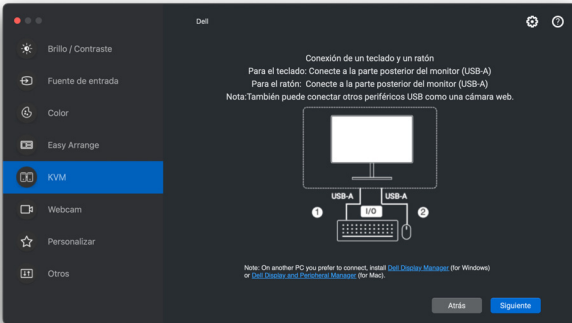 Dell
Brillo / Contraste
Fuente de entrada
Color
Easy Arrange
KVM
Webcam
Personalizar
Otros
Conexión de un teclado y un ratón
Para el teclado: Conecte a la parte posterior del monitor (USB-A)
Para el ratón: Conecte a la parte posterior del monitor (USB-A)
Nota:También puede conectar otros periféricos USB como una cámara web.
USB-A USB-A
1 I/O 2
Note: On another PC you prefer to connect, install Dell Display Manager (for Windows)
or Dell Display and Peripheral Manager (for Mac).
Atrás Siguiente